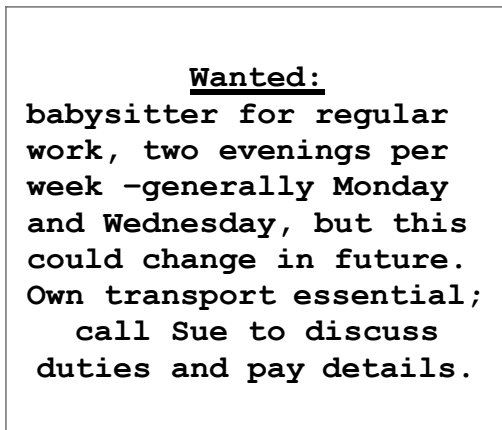 Wanted:
babysitter for regular
work, two evenings per
week –generally Monday
and Wednesday, but this
could change in future.
Own transport essential;
call Sue to discuss
duties and pay details.